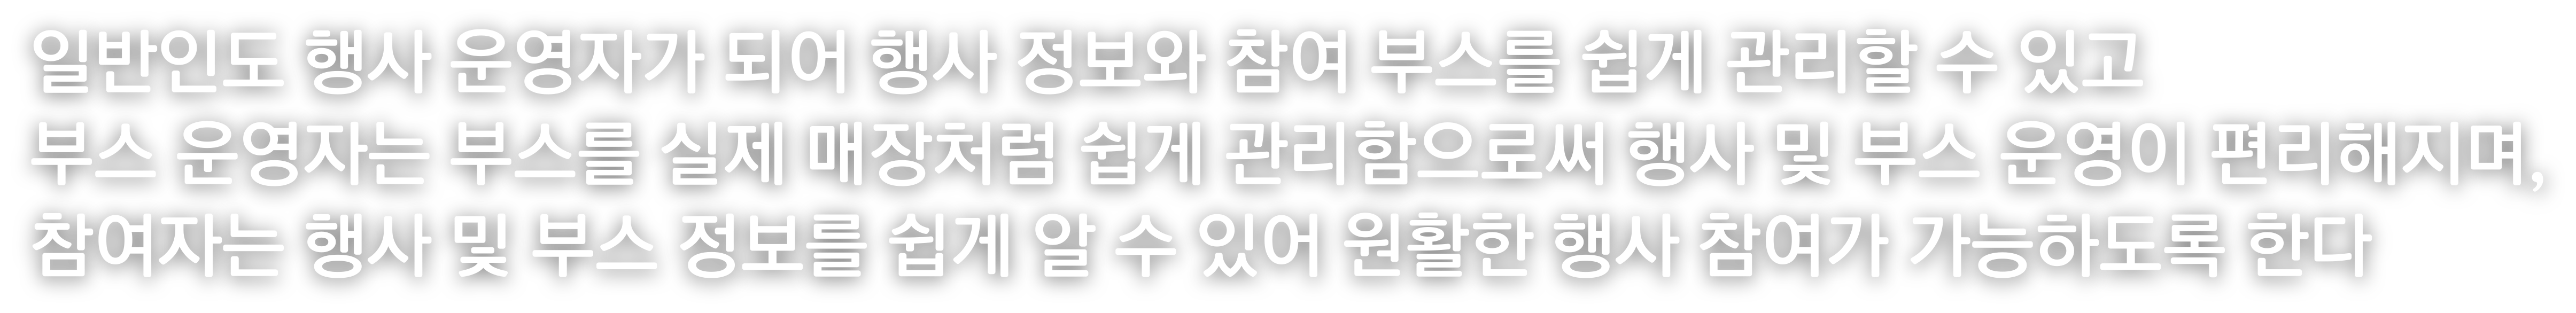 일반인도 행사 운영자가 되어 행사 정보와 참여 부스를 쉽게 관리할 수 있고
부스 운영자는 부스를 실제 매장처럼 쉽게 관리함으로써 행사 및 부스 운영이 편리해지며,
참여자는 행사 및 부스 정보를 쉽게 알 수 있어 원활한 행사 참여가 가능하도록 한다